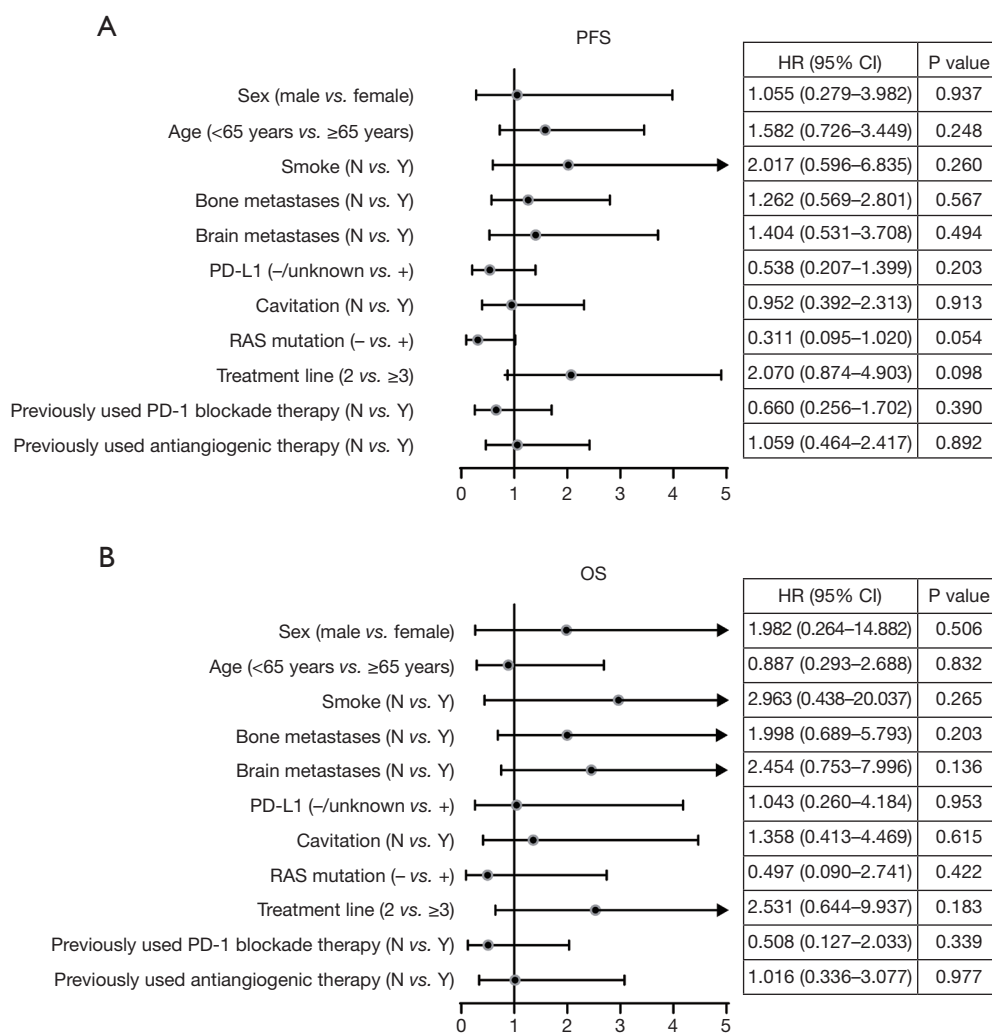 A
PFS
HR (95% CI) P value
Sex (male vs. female) 1.055 (0.279–3.982) 0.937
Age (<65 years vs. ≥65 years) 1.582 (0.726–3.449) 0.248
Smoke (N vs. Y) 2.017 (0.596–6.835) 0.260
Bone metastases (N vs. Y) 1.262 (0.569–2.801) 0.567
Brain metastases (N vs. Y) 1.404 (0.531–3.708) 0.494
PD-L1 (–/unknown vs. +) 0.538 (0.207–1.399) 0.203
Cavitation (N vs. Y) 0.952 (0.392–2.313) 0.913
RAS mutation (– vs. +) 0.311 (0.095–1.020) 0.054
Treatment line (2 vs. ≥3) 2.070 (0.874–4.903) 0.098
Previously used PD-1 blockade therapy (N vs. Y) 0.660 (0.256–1.702) 0.390
Previously used antiangiogenic therapy (N vs. Y) 1.059 (0.464–2.417) 0.892
0 1 2 3 4 5
B
OS
HR (95% CI) P value
Sex (male vs. female) 1.982 (0.264–14.882) 0.506
Age (<65 years vs. ≥65 years) 0.887 (0.293–2.688) 0.832
Smoke (N vs. Y) 2.963 (0.438–20.037) 0.265
Bone metastases (N vs. Y) 1.998 (0.689–5.793) 0.203
Brain metastases (N vs. Y) 2.454 (0.753–7.996) 0.136
PD-L1 (–/unknown vs. +) 1.043 (0.260–4.184) 0.953
Cavitation (N vs. Y) 1.358 (0.413–4.469) 0.615
RAS mutation (– vs. +) 0.497 (0.090–2.741) 0.422
Treatment line (2 vs. ≥3) 2.531 (0.644–9.937) 0.183
Previously used PD-1 blockade therapy (N vs. Y) 0.508 (0.127–2.033) 0.339
Previously used antiangiogenic therapy (N vs. Y) 1.016 (0.336–3.077) 0.977
0 1 2 3 4 5